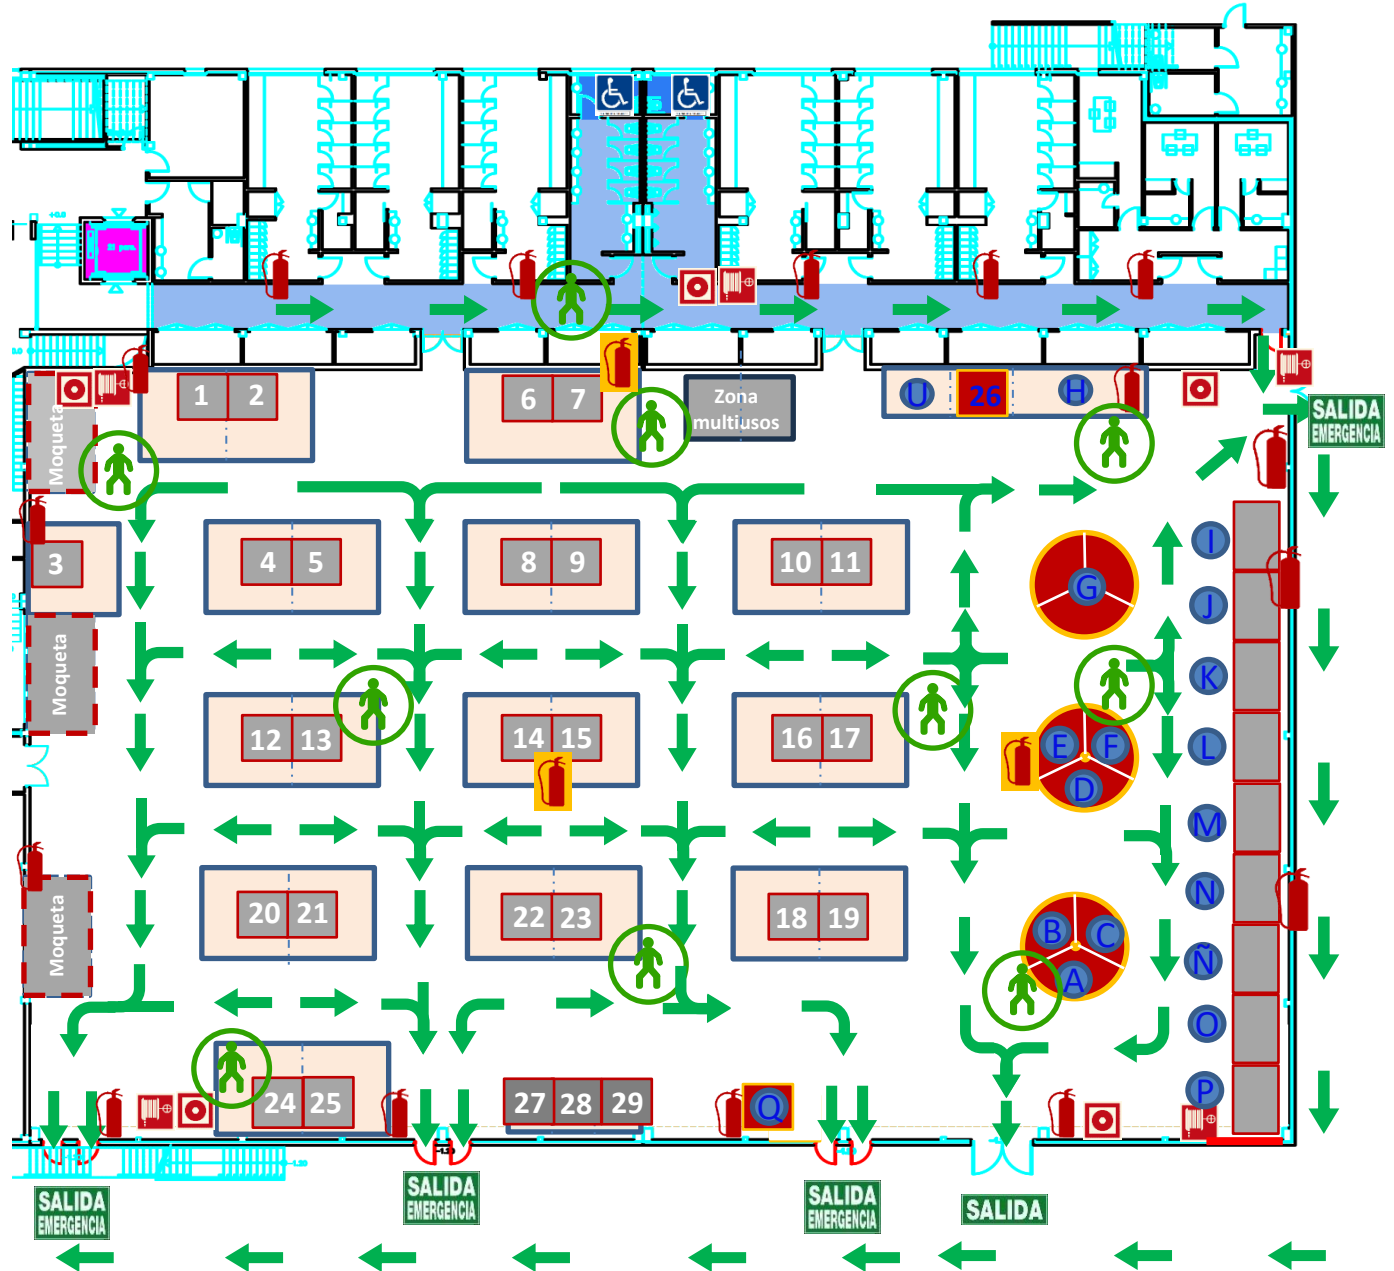 1 2
6 7
Zona
multiusos
U 26 H
SALIDA
EMERGENCIA
Moqueta
3
4 5
8 9
10 11
G
I
J
Moqueta
K
12 13
14 15
16 17
E F
D
L
M
Moqueta
20 21
22 23
18 19
B C
A
N
Ñ
O
24 25
27 28 29
Q
P
SALIDA
EMERGENCIA
SALIDA
EMERGENCIA
SALIDA
EMERGENCIA
SALIDA